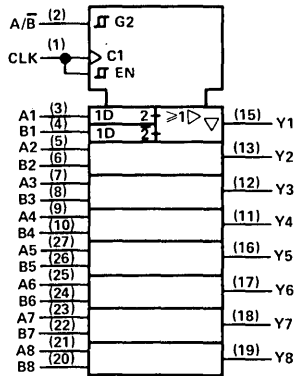 A/B̅ (2) G2
CLK (1) C1
EN
A1 (3) 1D 2 ≥1 ▷ ▽ (15) Y1
B1 (4) 1D 2̅
A2 (5) (13) Y2
B2 (6)
A3 (7) (12) Y3
B3 (8)
A4 (9) (11) Y4
B4 (10)
A5 (27) (16) Y5
B5 (26)
A6 (25) (17) Y6
B6 (24)
A7 (23) (18) Y7
B7 (22)
A8 (21) (19) Y8
B8 (20)